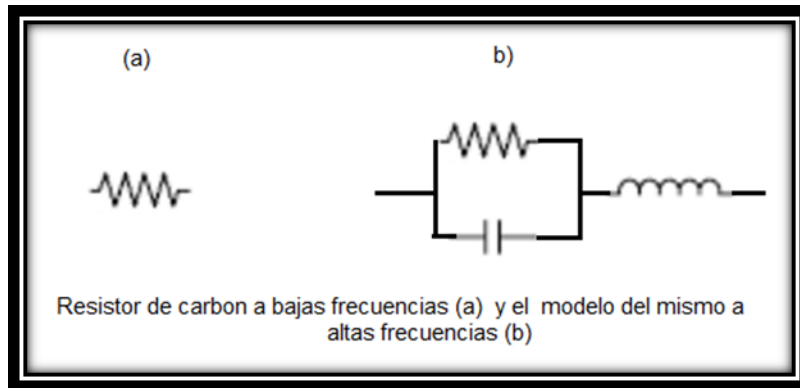 (a)
b)
Resistor de carbon a bajas frecuencias (a) y el modelo del mismo a
altas frecuencias (b)